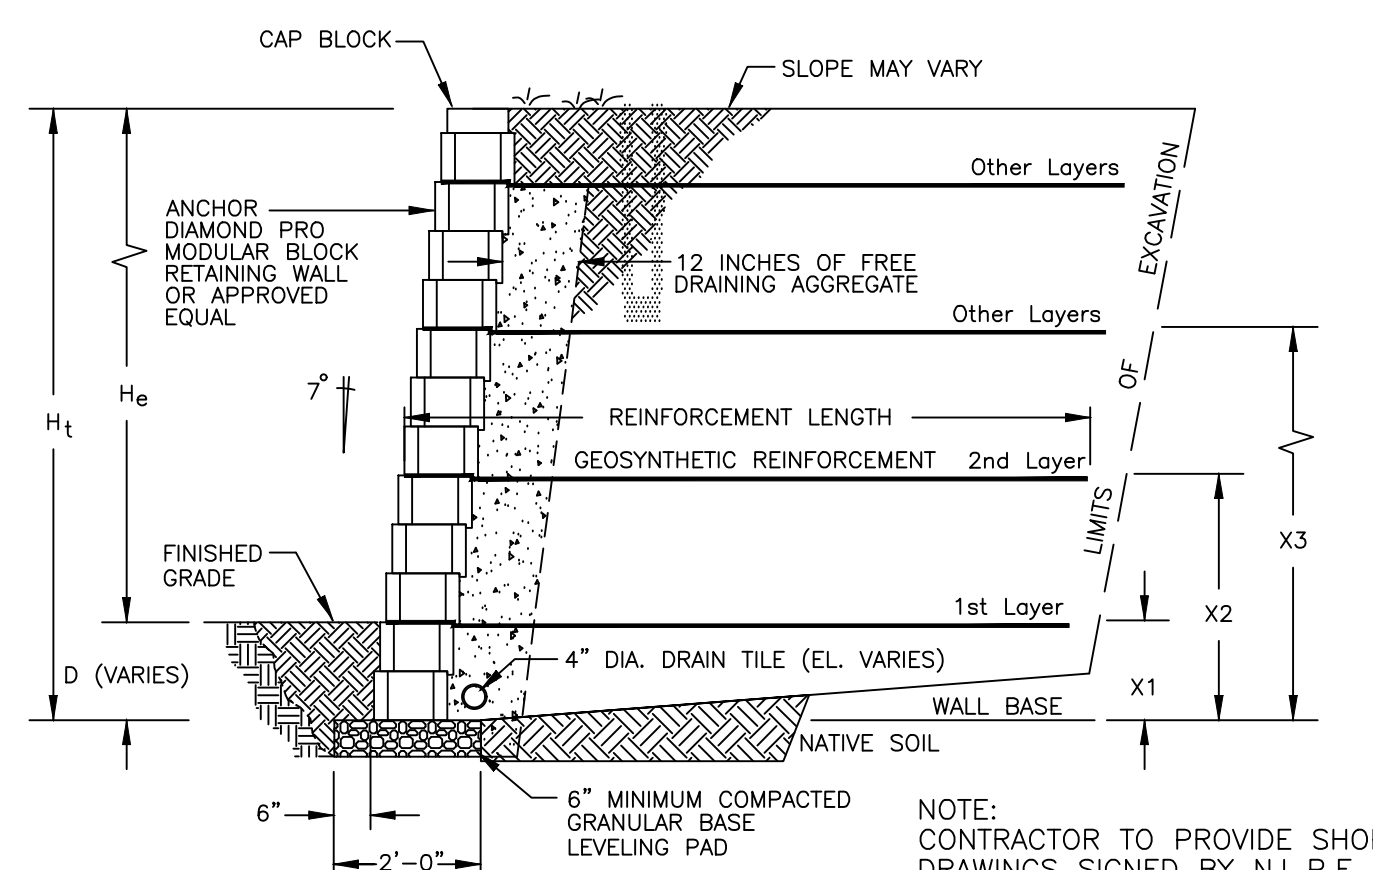 CAP BLOCK
SLOPE MAY VARY
Other Layers
ANCHOR
DIAMOND PRO
MODULAR BLOCK
RETAINING WALL
OR APPROVED
EQUAL
12 INCHES OF FREE
DRAINING AGGREGATE
LIMITS OF EXCAVATION
Other Layers
7°
He
Ht
REINFORCEMENT LENGTH
GEOSYNTHETIC REINFORCEMENT 2nd Layer
X3
FINISHED
GRADE
1st Layer
X2
D (VARIES)
4" DIA. DRAIN TILE (EL. VARIES)
X1
WALL BASE
NATIVE SOIL
6"
6" MINIMUM COMPACTED
GRANULAR BASE
LEVELING PAD
2'-0"
NOTE:
CONTRACTOR TO PROVIDE
DRAWINGS SIGNED BY